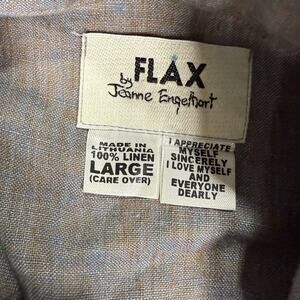 FLAX
by
Jeanne Engelhart
MADE IN
LITHUANIA
100% LINEN
LARGE
(CARE OVER)
I APPRECIATE
MYSELF
SINCERELY
I LOVE MYSELF
AND
EVERYONE
DEARLY